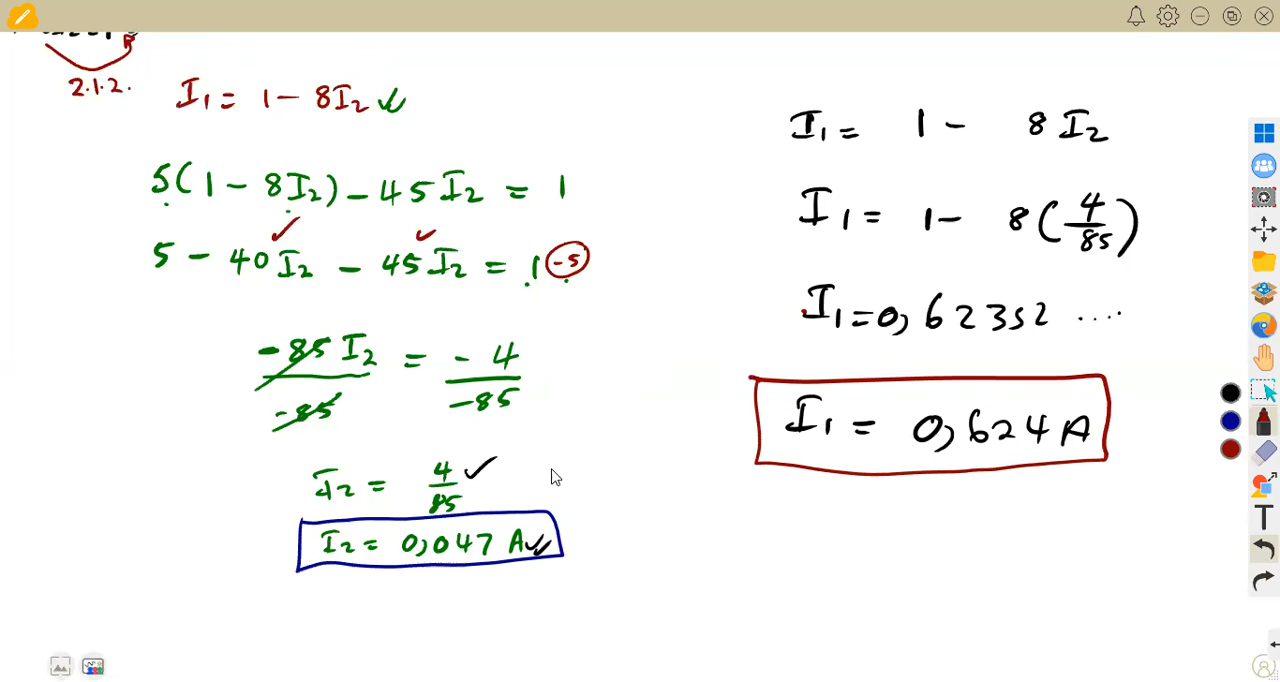 2.1.2.
I₁ = 1 - 8I₂ ✓
5(1 - 8I₂) - 45I₂ = 1
5 - 40I₂ - 45I₂ = 1 -5
-85I₂ / -85 = -4 / -85
I₂ = 4/85 ✓
I₂ = 0,047 A ✓✓
I₁ = 1 - 8I₂
I₁ = 1 - 8(4/85)
I₁ = 0,62352 ....
I₁ = 0,624 A
T